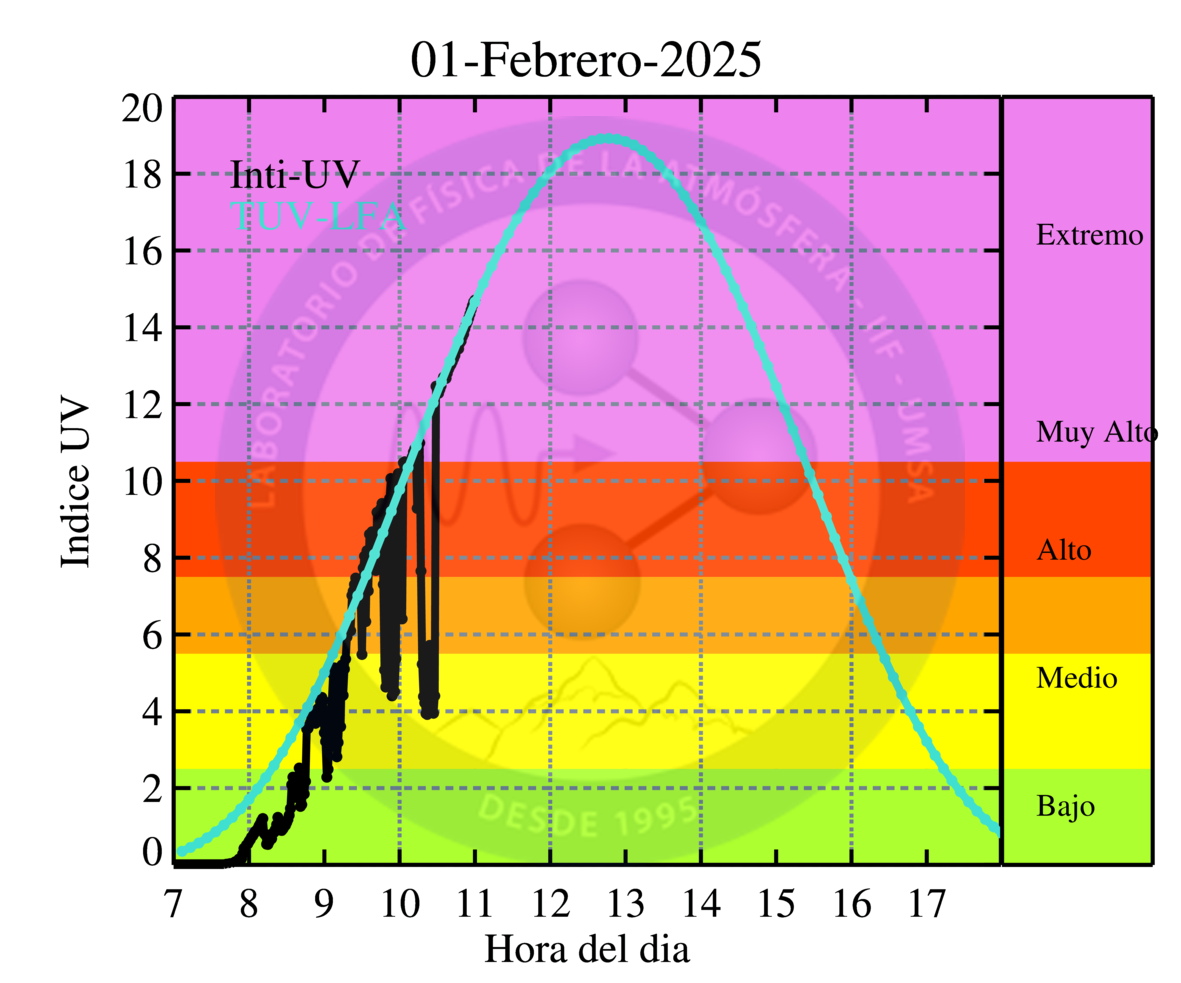 01-Febrero-2025
20
18
16
14
12
10
8
6
4
2
0
Indice UV
Inti-UV
TUV-LFA
LABORATORIO DE FÍSICA DE LA ATMÓSFERA - IIF - UMSA
DESDE 1995
Extremo
Muy Alto
Alto
Medio
Bajo
7 8 9 10 11 12 13 14 15 16 17
Hora del dia